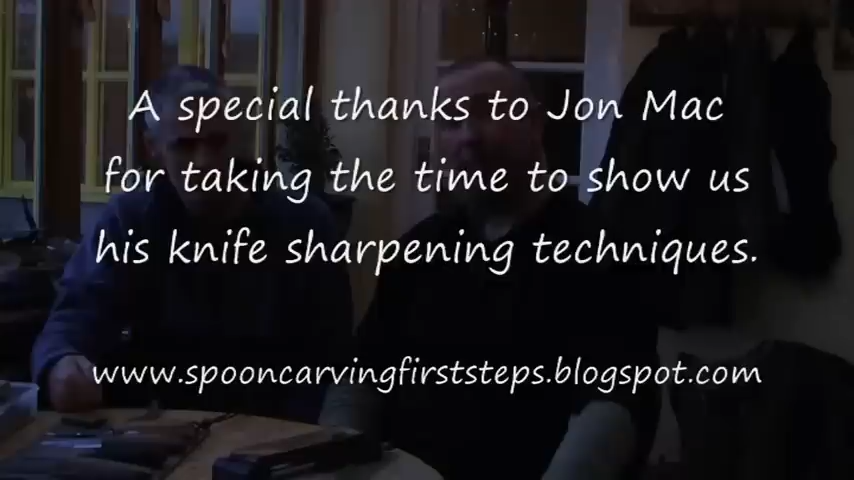 A special thanks to Jon Mac
for taking the time to show us
his knife sharpening techniques.
www.spooncarvingfirststeps.blogspot.com